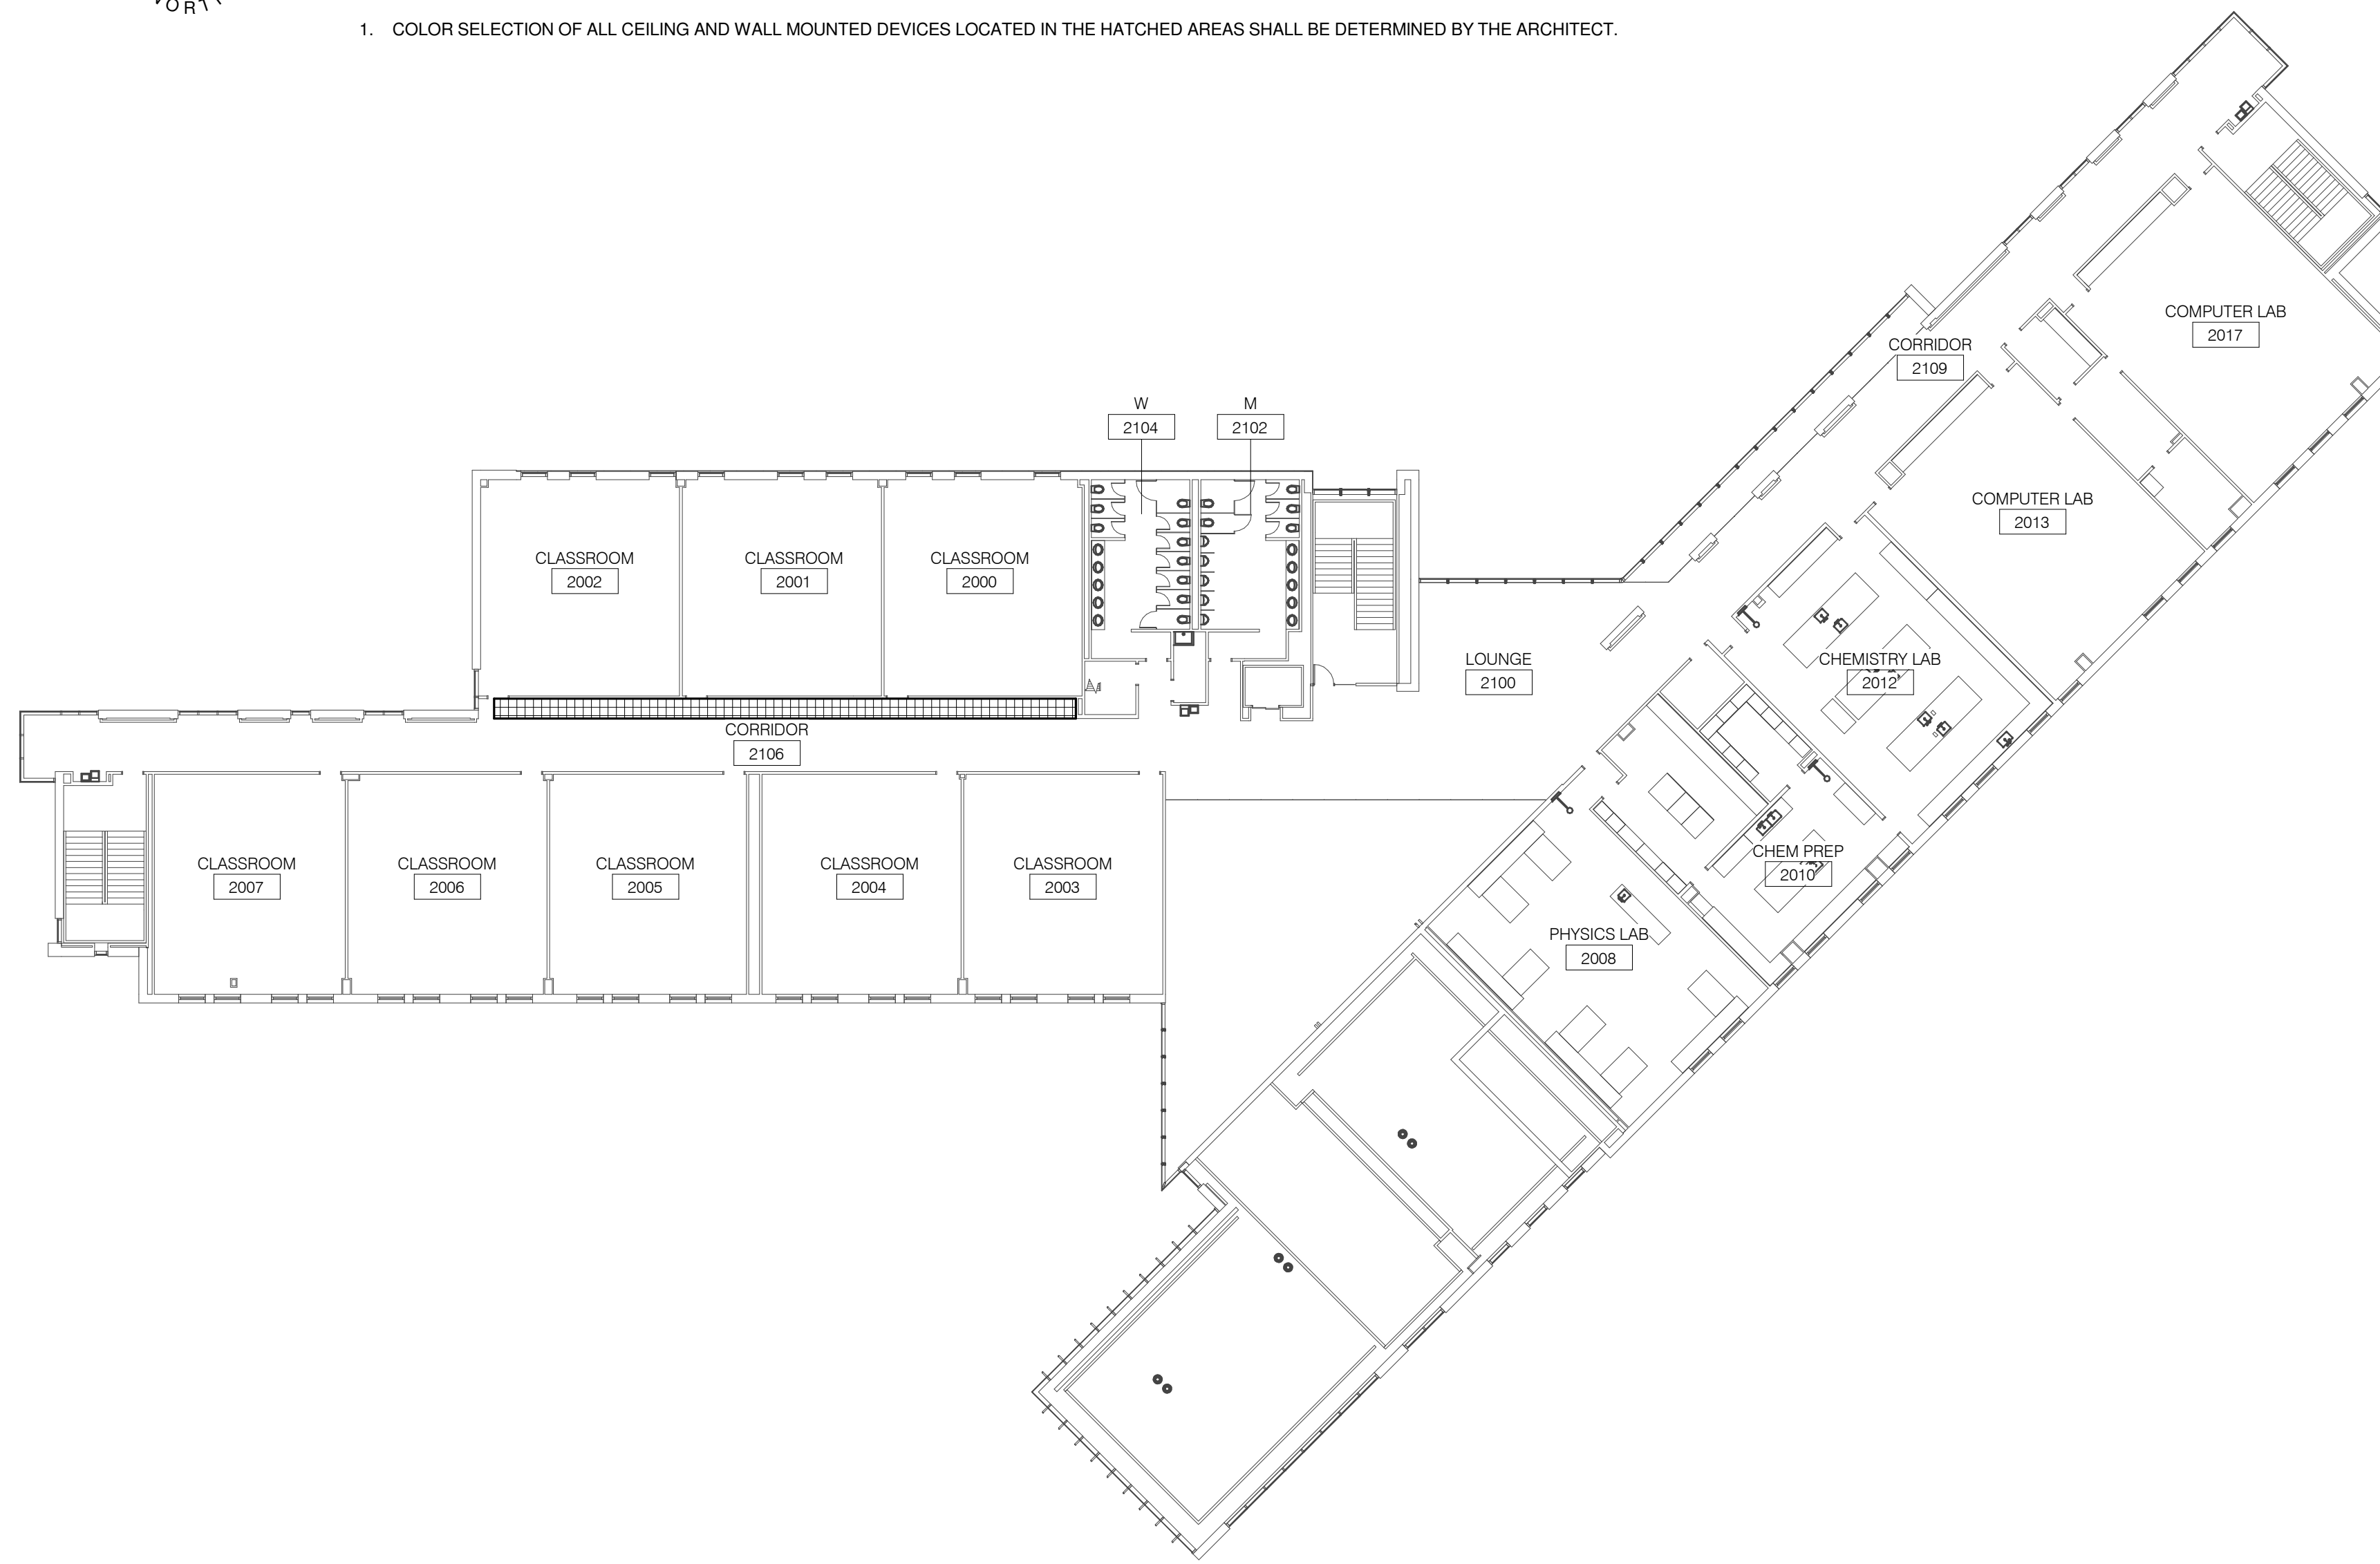 1. COLOR SELECTION OF ALL CEILING AND WALL MOUNTED DEVICES LOCATED IN THE HATCHED AREAS SHALL BE DETERMINED BY THE ARCHITECT.
COMPUTER LAB
2017
CORRIDOR
2109
W
2104
M
2102
COMPUTER LAB
2013
CLASSROOM
2002
CLASSROOM
2001
CLASSROOM
2000
LOUNGE
2100
CHEMISTRY LAB
2012
CORRIDOR
2106
CLASSROOM
2007
CLASSROOM
2006
CLASSROOM
2005
CLASSROOM
2004
CLASSROOM
2003
CHEM PREP
2010
PHYSICS LAB
2008